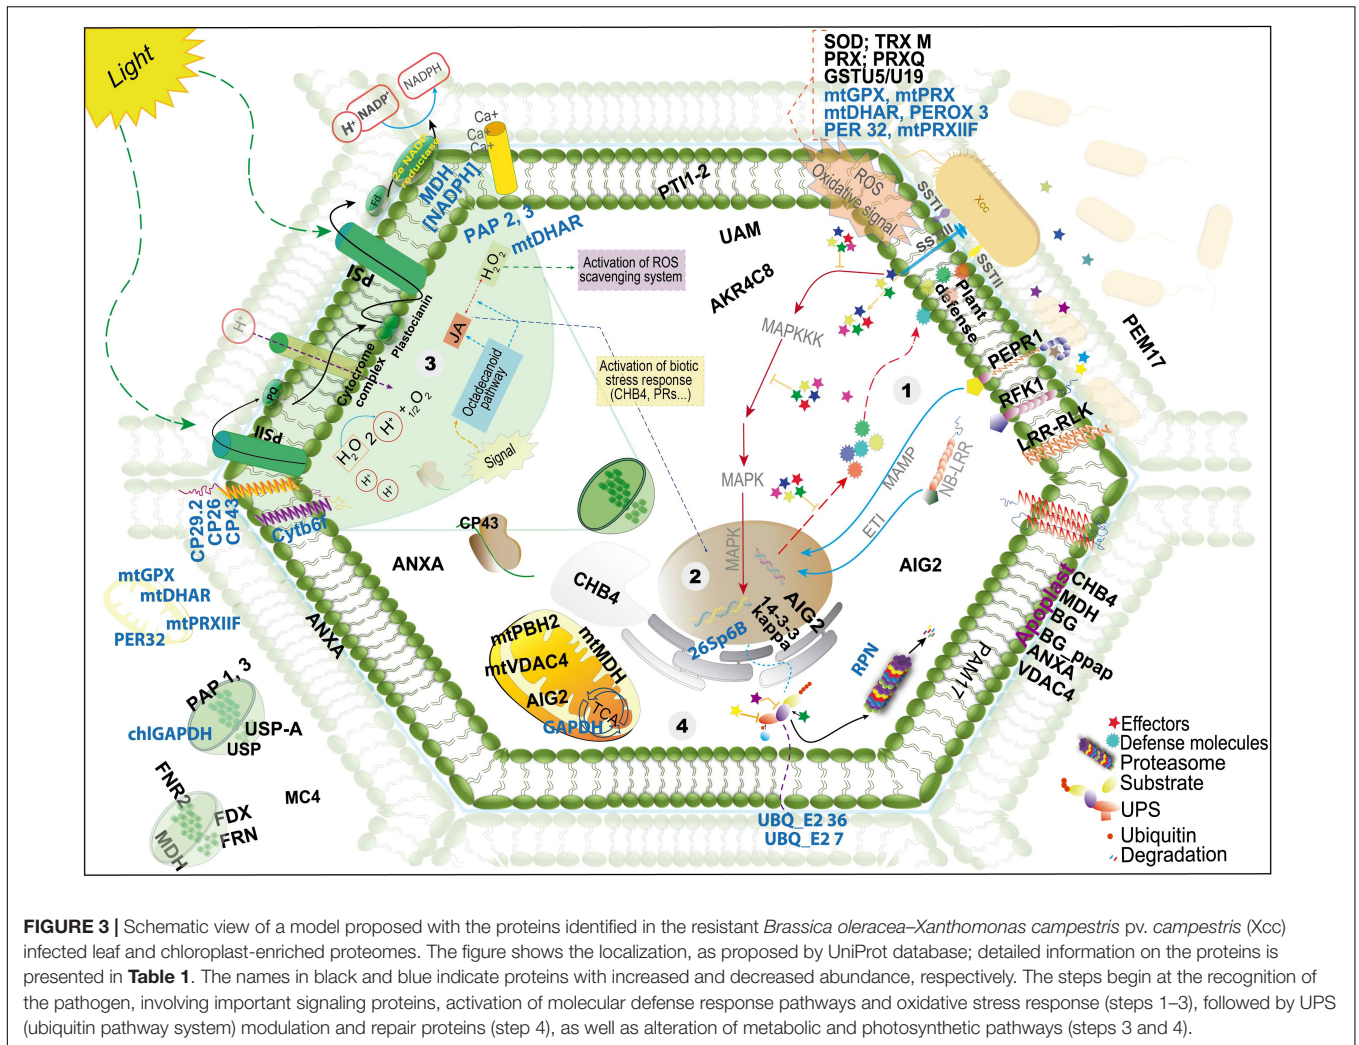 Light
H+
NADP+
NADPH
2e NADP
reductase
Fd
MDH
[NADPH]
Ca+
Ca+
Ca+
SOD; TRX M
PRX; PRXQ
GSTU5/U19
mtGPX, mtPRX
mtDHAR, PEROX 3
PER 32, mtPRXIIF
ROS
Oxidative signal
PTI1-2
UAM
AKR4C8
PAP 2, 3
mtDHAR
H2O2
Activation of ROS
scavenging system
JA
Octadecanoid
pathway
Signal
3
Activation of biotic
stress response
(CHB4, PRs...)
PSI
Plastocianin
Cytocrome
complex
H+
PQ
PSII
H2O
2 H+ + 1/2 O2
H+
H+
CP29.2
CP26
CP43
Cytb6f
SSTI
SSTIII
SSTII
Xcc
Plant
defense
MAPKKK
MAPK
MAPK
1
PEPR1
RFK1
LRR-RLK
PEM17
MAMP
ETI
NB-LRR
CP43
ANXA
CHB4
2
AIG2
14-3-3
kappa
26Sp6B
AIG2
mtGPX
mtDHAR
mtPRXIIF
PER32
ANXA
mtPBH2
mtVDAC4
mtMDH
AIG2
TCA
GAPDH
4
RPN
PAM17
Apoplast
CHB4
MDH
BG
BG_ppap
ANXA
VDAC4
PAP 1, 3
chlGAPDH
USP-A
USP
FNR2
FDX
FRN
MDH
MC4
UBQ_E2 36
UBQ_E2 7
Effectors
Defense molecules
Proteasome
Substrate
UPS
Ubiquitin
Degradation
FIGURE 3 | Schematic view of a model proposed with the proteins identified in the resistant Brassica oleracea–Xanthomonas campestris pv. campestris (Xcc)
infected leaf and chloroplast-enriched proteomes. The figure shows the localization, as proposed by UniProt database; detailed information on the proteins is
presented in Table 1. The names in black and blue indicate proteins with increased and decreased abundance, respectively. The steps begin at the recognition of
the pathogen, involving important signaling proteins, activation of molecular defense response pathways and oxidative stress response (steps 1–3), followed by UPS
(ubiquitin pathway system) modulation and repair proteins (step 4), as well as alteration of metabolic and photosynthetic pathways (steps 3 and 4).